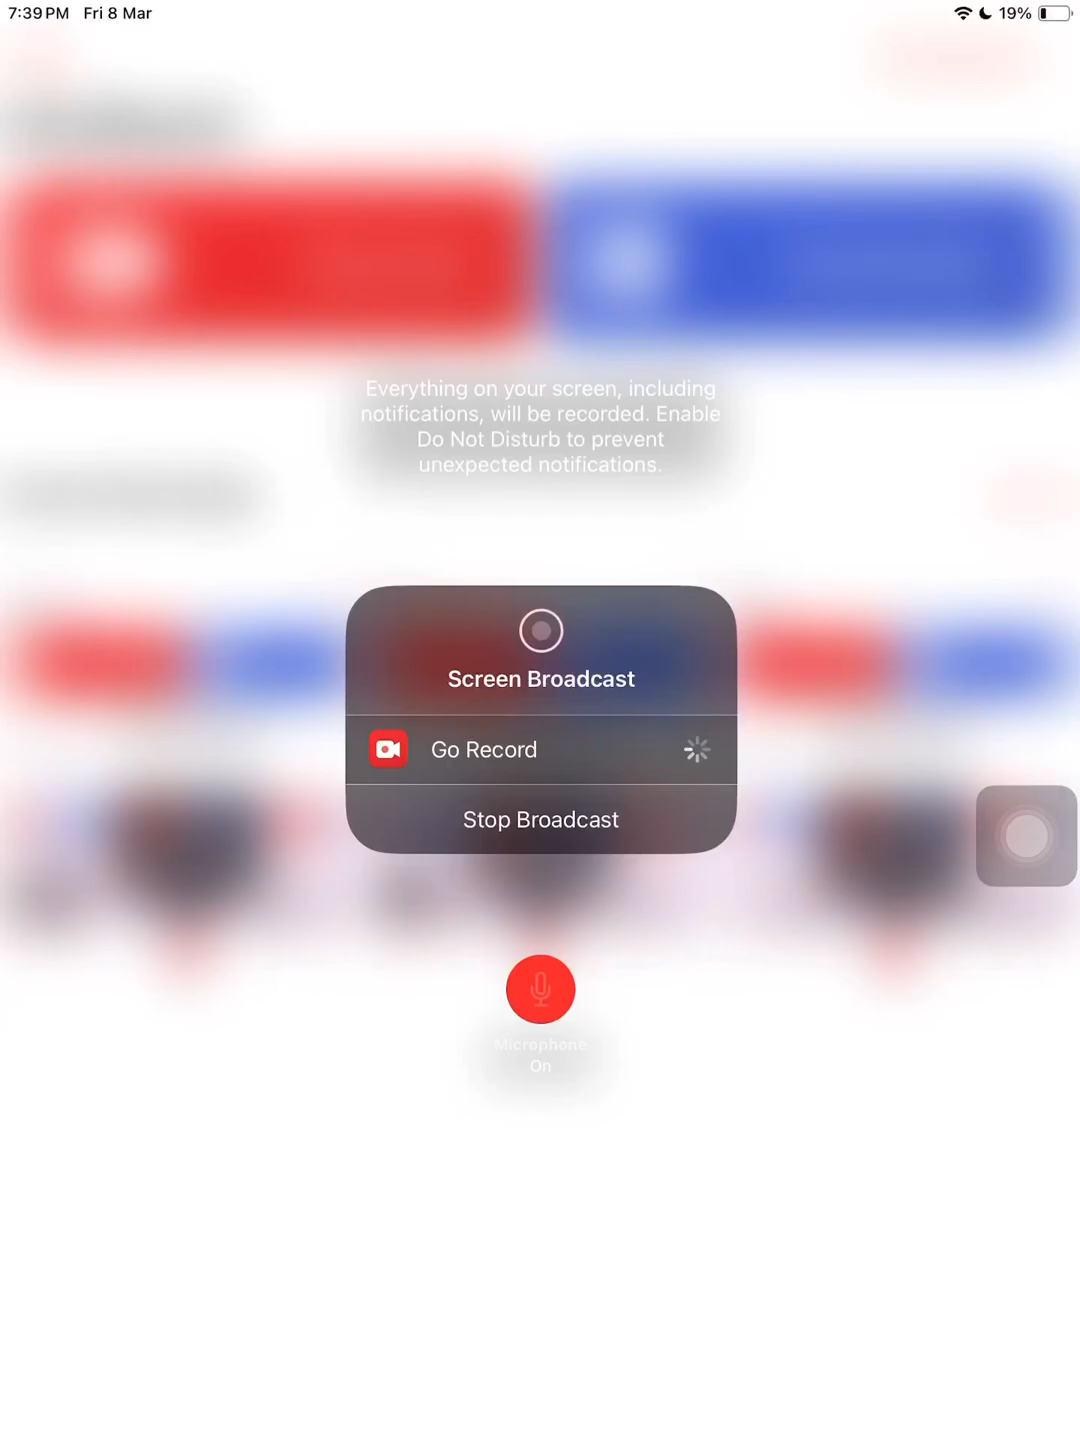 7:39 PM Fri 8 Mar 19%
Everything on your screen, including
notifications, will be recorded. Enable
Do Not Disturb to prevent
unexpected notifications.
Screen Broadcast
Go Record
Stop Broadcast
Microphone
On